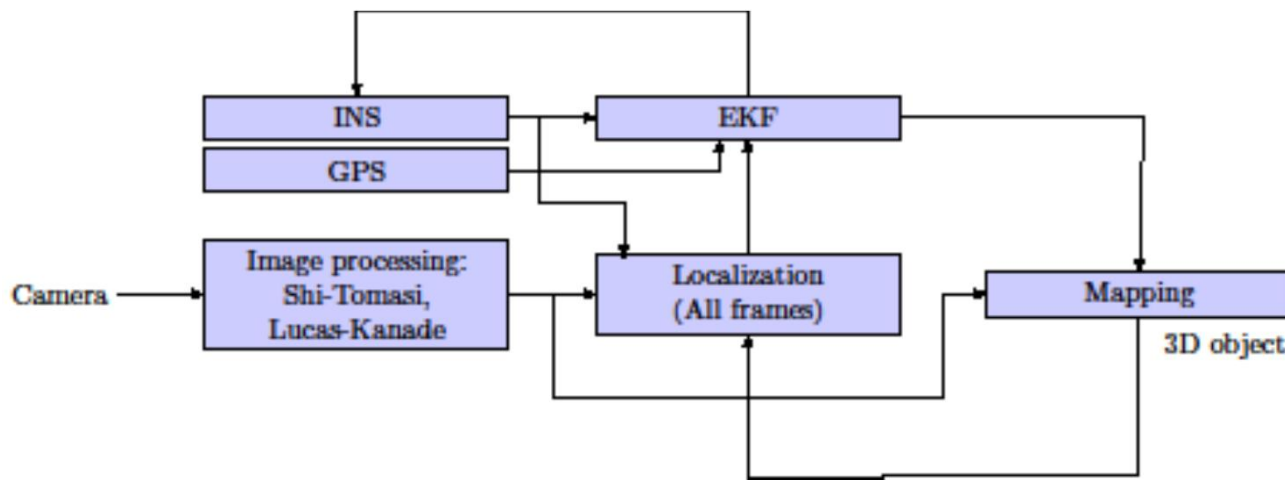 INS
EKF
GPS
Camera
Image processing:
Shi-Tomasi,
Lucas-Kanade
Localization
(All frames)
Mapping
3D object